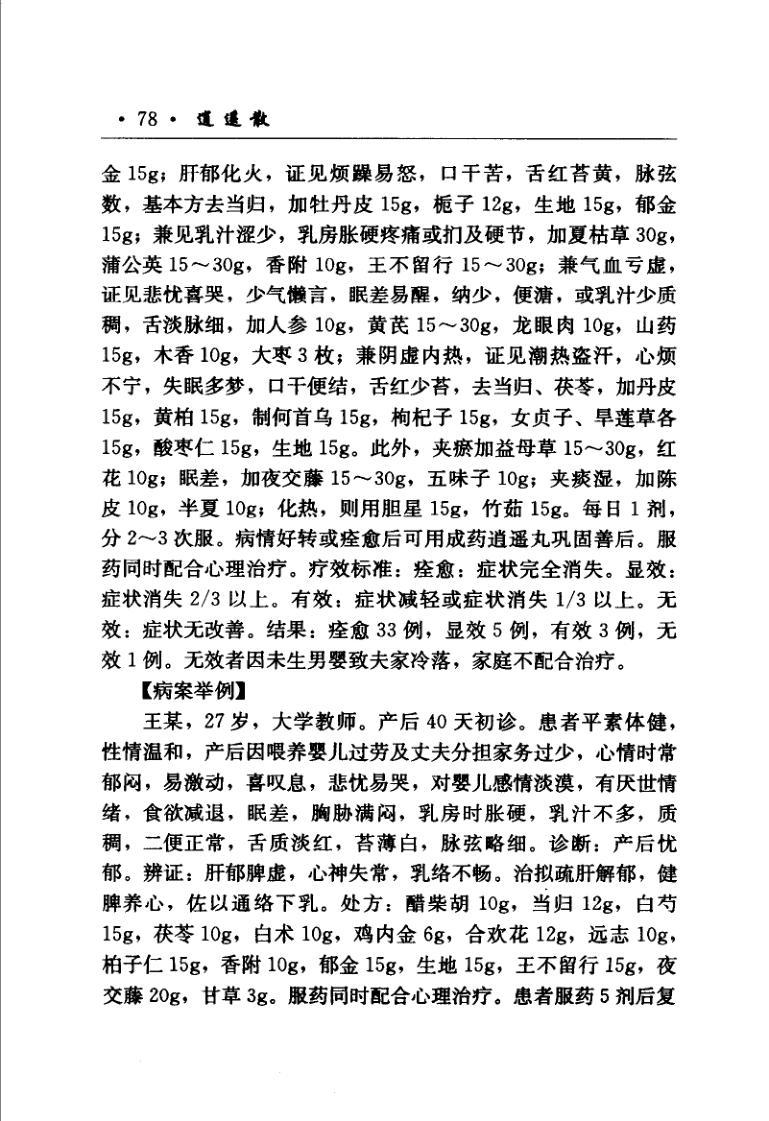 ·78· 逍遥散
金 15g；肝郁化火，证见烦躁易怒，口干苦，舌红苔黄，脉弦
数，基本方去当归，加牡丹皮 15g，栀子 12g，生地 15g，郁金
15g；兼见乳汁涩少，乳房胀硬疼痛或扪及硬节，加夏枯草 30g，
蒲公英 15～30g，香附 10g，王不留行 15～30g；兼气血亏虚，
证见悲忧喜哭，少气懒言，眠差易醒，纳少，便溏，或乳汁少质
稠，舌淡脉细，加人参 10g，黄芪 15～30g，龙眼肉 10g，山药
15g，木香 10g，大枣 3 枚；兼阴虚内热，证见潮热盗汗，心烦
不宁，失眠多梦，口干便结，舌红少苔，去当归、茯苓，加丹皮
15g，黄柏 15g，制何首乌 15g，枸杞子 15g，女贞子、旱莲草各
15g，酸枣仁 15g，生地 15g。此外，夹瘀加益母草 15～30g，红
花 10g；眠差，加夜交藤 15～30g，五味子 10g；夹痰湿，加陈
皮 10g，半夏 10g；化热，则用胆星 15g，竹茹 15g。每日 1 剂，
分 2～3 次服。病情好转或痊愈后可用成药逍遥丸巩固善后。服
药同时配合心理治疗。疗效标准：痊愈：症状完全消失。显效：
症状消失 2/3 以上。有效：症状减轻或症状消失 1/3 以上。无
效：症状无改善。结果：痊愈 33 例，显效 5 例，有效 3 例，无
效 1 例。无效者因未生男婴致夫家冷落，家庭不配合治疗。
【病案举例】
王某，27 岁，大学教师。产后 40 天初诊。患者平素体健，
性情温和，产后因喂养婴儿过劳及丈夫分担家务过少，心情时常
郁闷，易激动，喜叹息，悲忧易哭，对婴儿感情淡漠，有厌世情
绪，食欲减退，眠差，胸胁满闷，乳房时胀硬，乳汁不多，质
稠，二便正常，舌质淡红，苔薄白，脉弦略细。诊断：产后忧
郁。辨证：肝郁脾虚，心神失常，乳络不畅。治拟疏肝解郁，健
脾养心，佐以通络下乳。处方：醋柴胡 10g，当归 12g，白芍
15g，茯苓 10g，白术 10g，鸡内金 6g，合欢花 12g，远志 10g，
柏子仁 15g，香附 10g，郁金 15g，生地 15g，王不留行 15g，夜
交藤 20g，甘草 3g。服药同时配合心理治疗。患者服药 5 剂后复